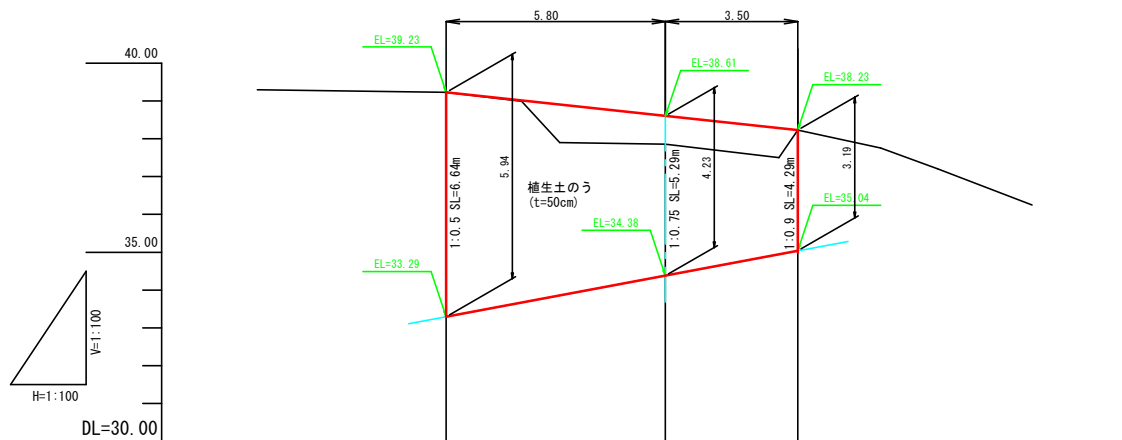 5.80
3.50
EL=39.23
EL=38.61
EL=38.23
40.00
1:0.5 SL=6.64m
5.94
植生土のう
(t=50cm)
1:0.75 SL=5.29m
4.23
1:0.9 SL=4.29m
3.19
EL=35.04
EL=34.38
35.00
EL=33.29
V=1:100
H=1:100
DL=30.00